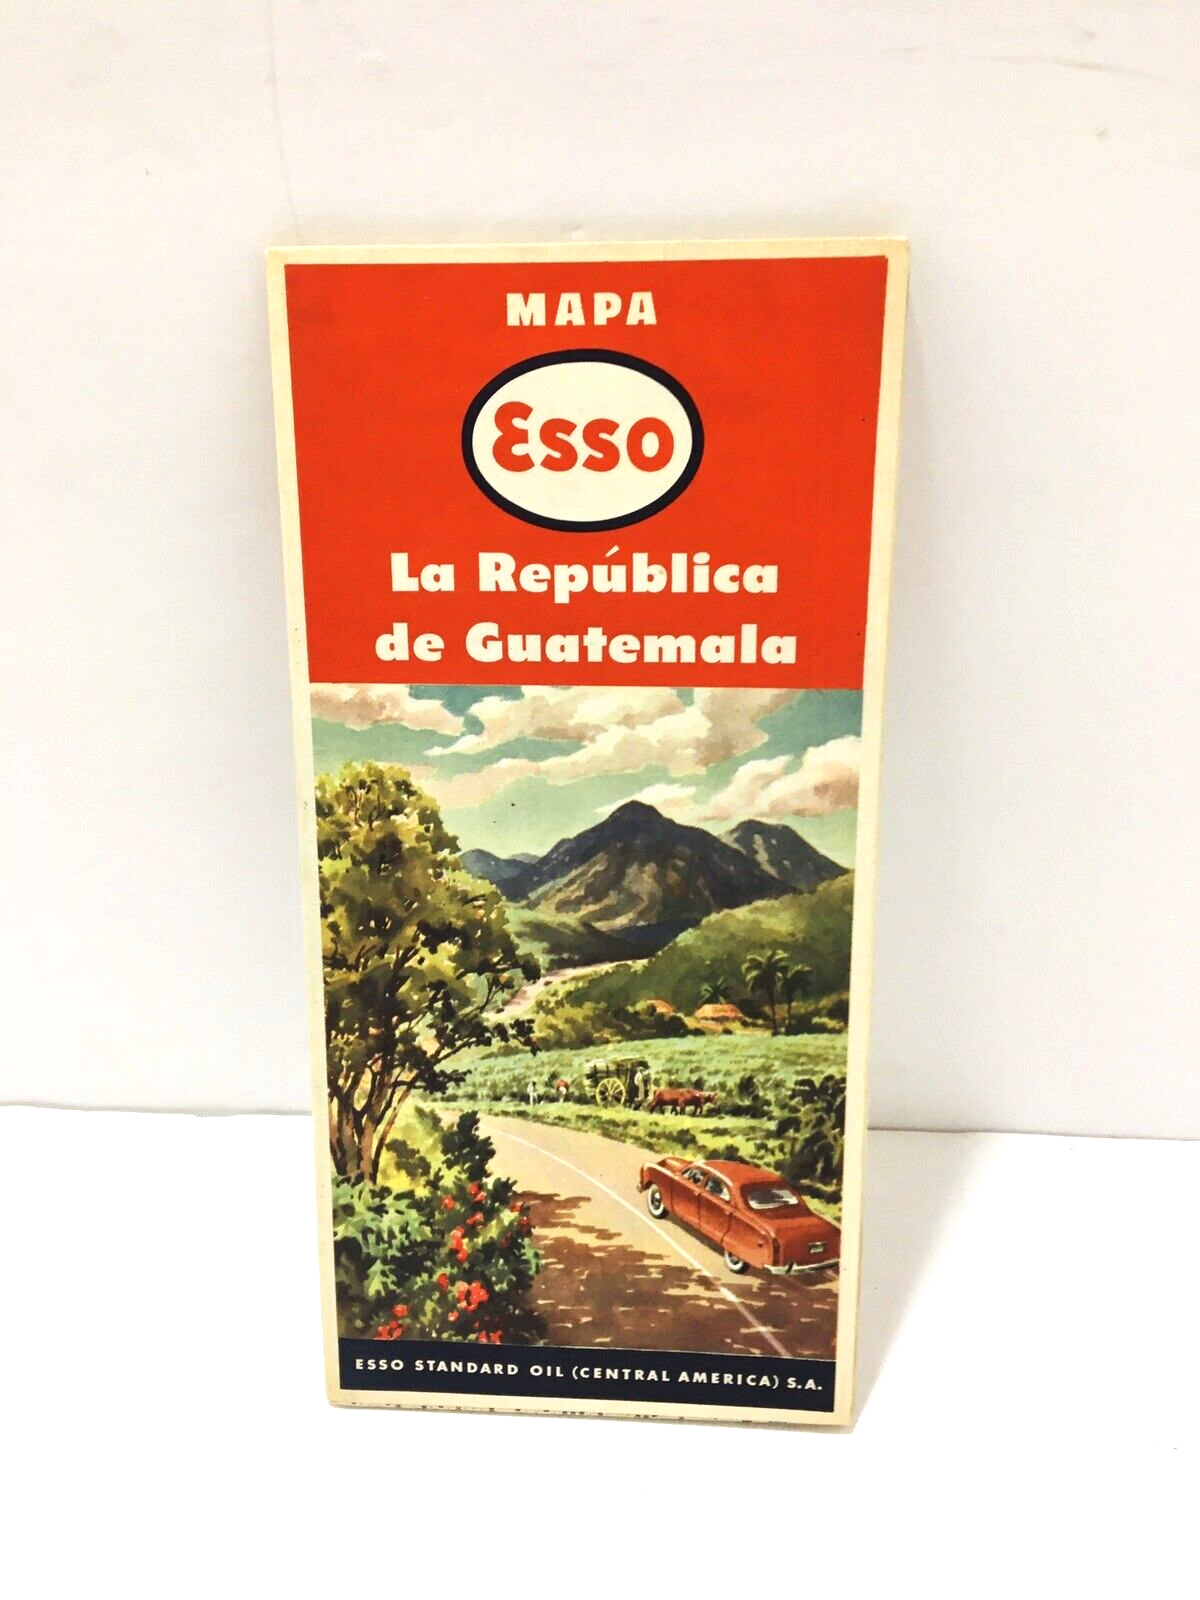 MAPA
Esso
La República
de Guatemala
ESSO STANDARD OIL (CENTRAL AMERICA) S.A.